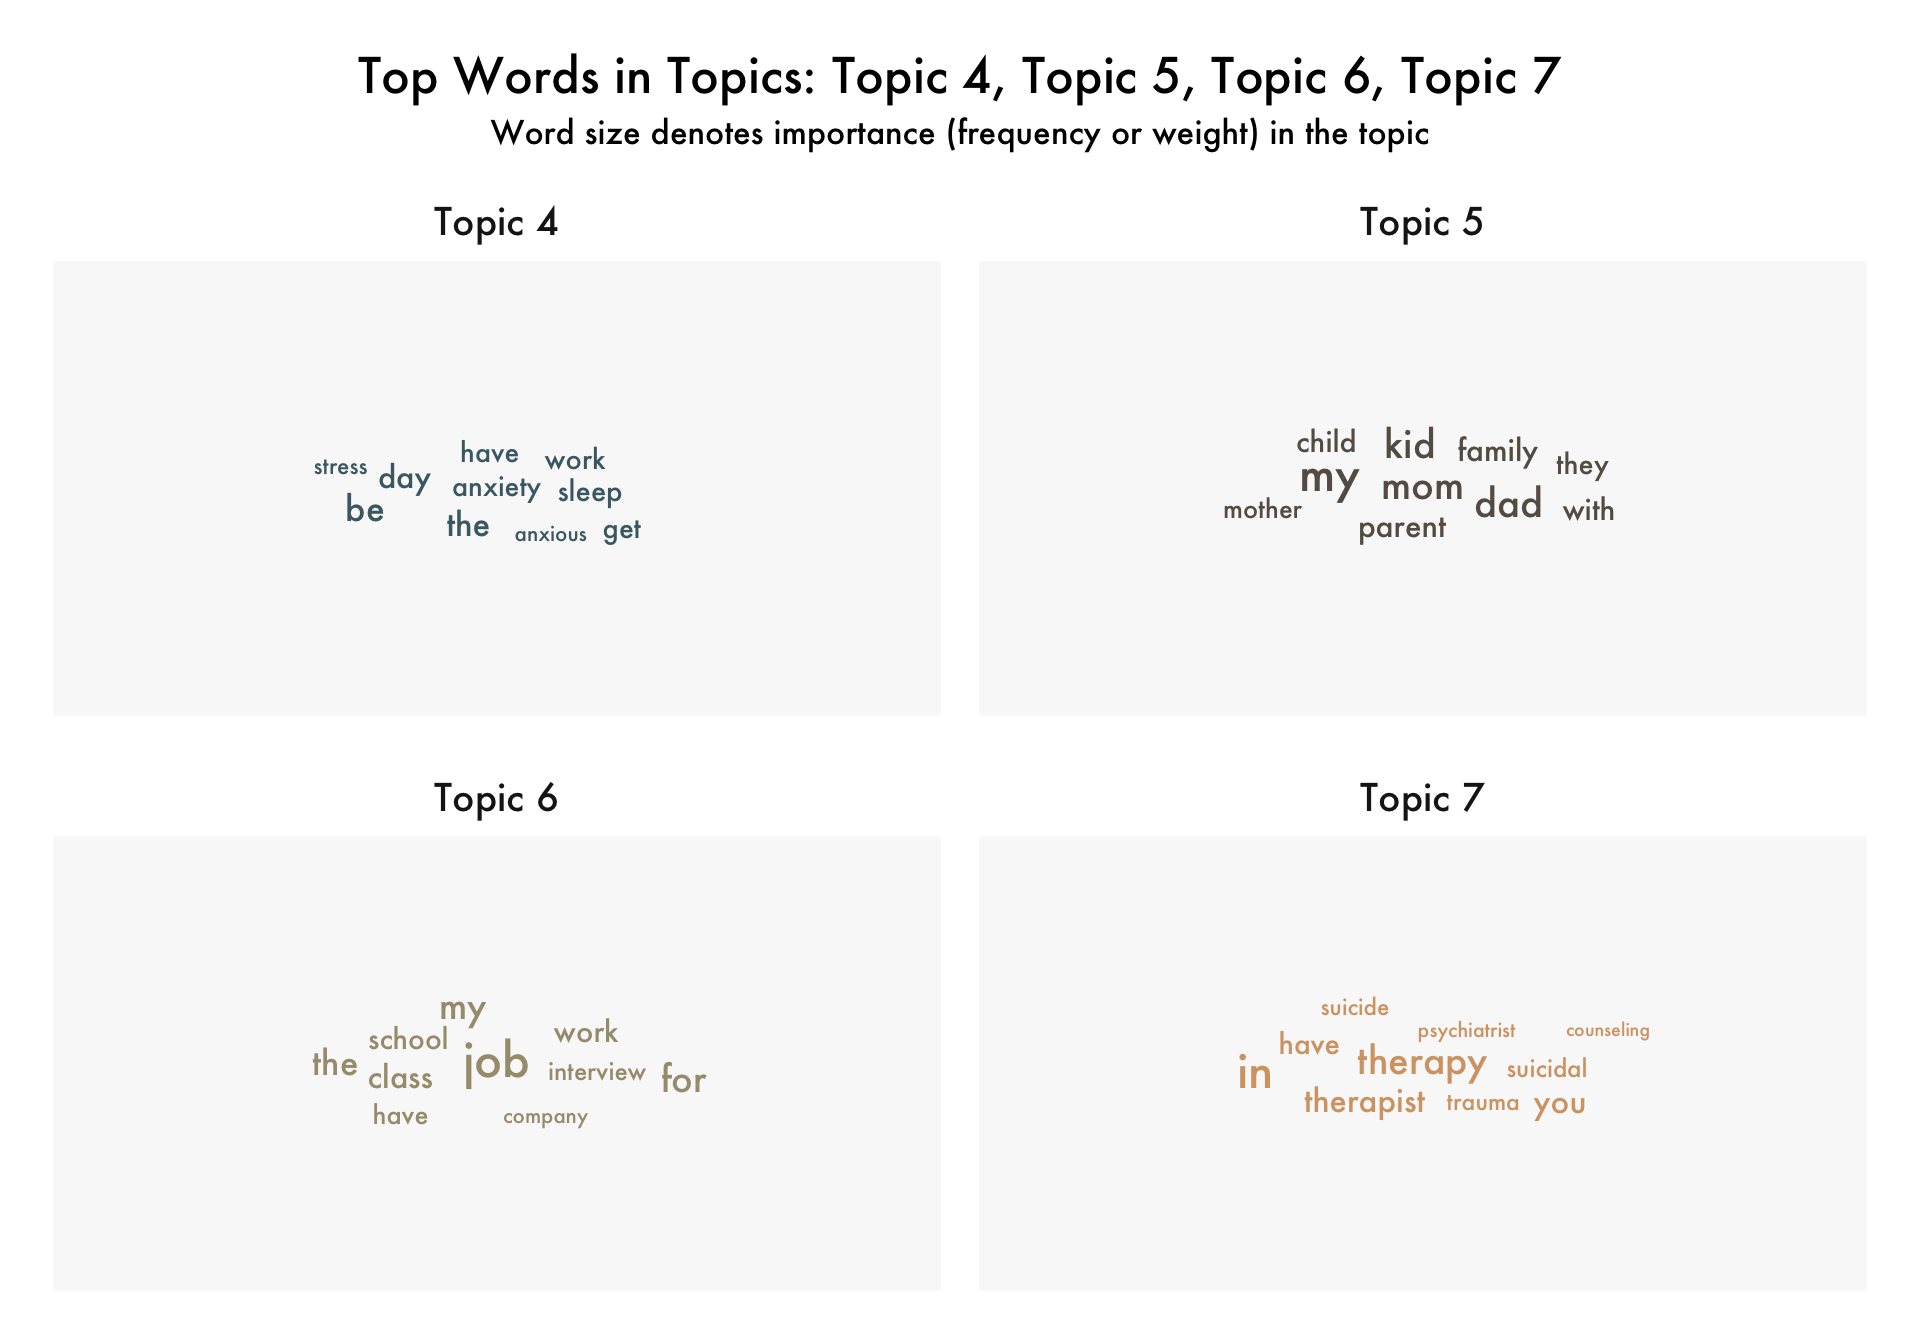 Top Words in Topics: Topic 4, Topic 5, Topic 6, Topic 7
Word size denotes importance (frequency or weight) in the topic
Topic 4
have
work
stress
day
anxiety
sleep
be
the
anxious
get
Topic 5
child
kid
family
they
my
mom
dad
mother
with
parent
Topic 6
my
school
work
the
job
class
interview
for
have
company
Topic 7
suicide
psychiatrist
counseling
have
in
therapy
suicidal
therapist
trauma
you